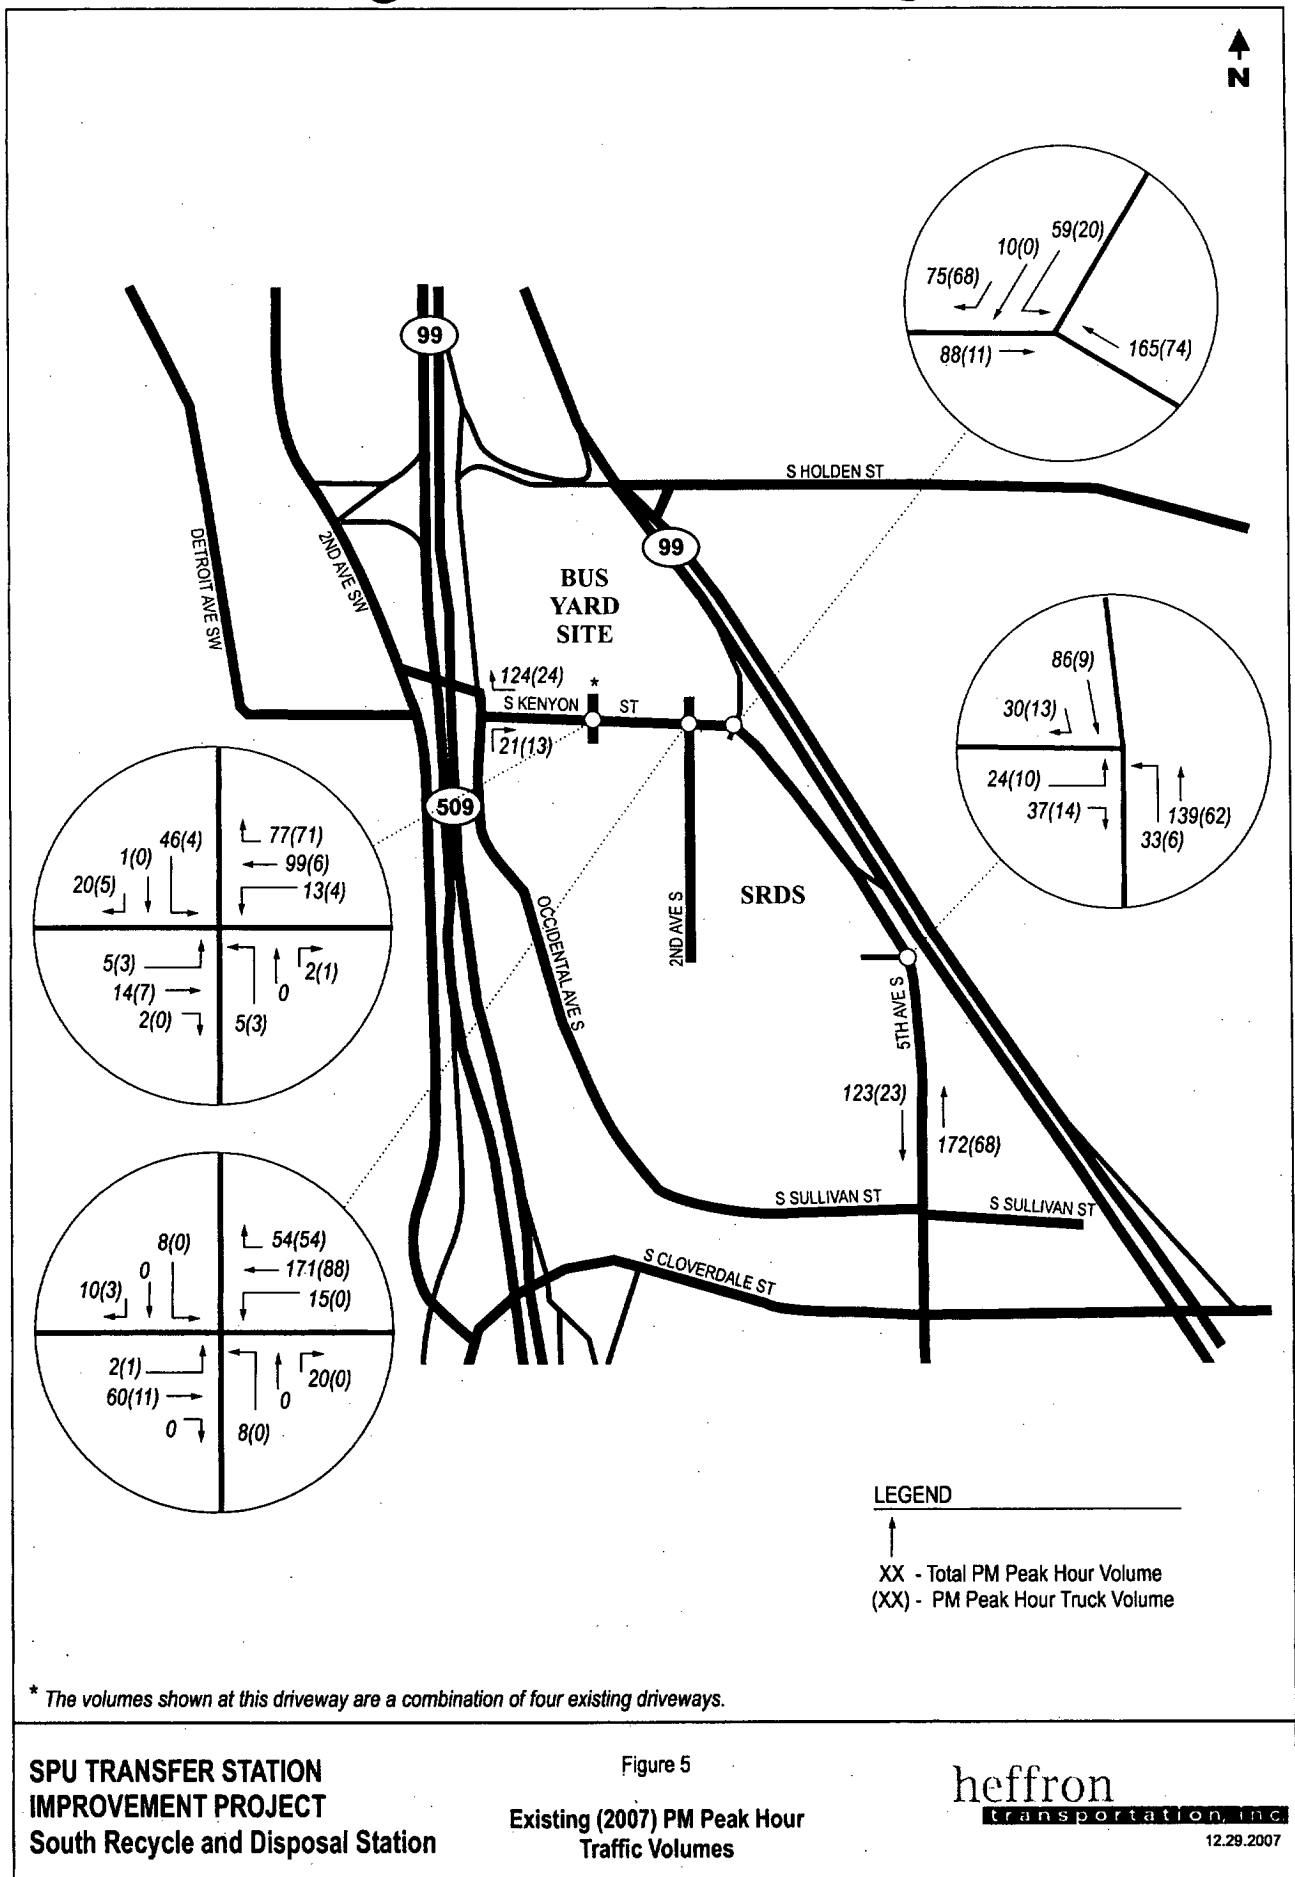 N
59(20)
10(0)
75(68)
88(11)
165(74)
99
S HOLDEN ST
99
DETROIT AVE SW
2ND AVE SW
BUS
YARD
SITE
124(24)
*
S KENYON ST
21(13)
86(9)
30(13)
24(10)
37(14)
139(62)
33(6)
509
46(4)
1(0)
20(5)
77(71)
99(6)
13(4)
5(3)
14(7)
2(0)
5(3)
0
2(1)
SRDS
OCCIDENTAL AVE S
2ND AVE S
5TH AVE S
123(23)
172(68)
S SULLIVAN ST
S SULLIVAN ST
S CLOVERDALE ST
8(0)
0
10(3)
54(54)
171(88)
15(0)
2(1)
60(11)
0
8(0)
0
20(0)
LEGEND
XX - Total PM Peak Hour Volume
(XX) - PM Peak Hour Truck Volume
* The volumes shown at this driveway are a combination of four existing driveways.
SPU TRANSFER STATION
IMPROVEMENT PROJECT
South Recycle and Disposal Station
Figure 5
Existing (2007) PM Peak Hour
Traffic Volumes
heffron
transportation, inc
12.29.2007